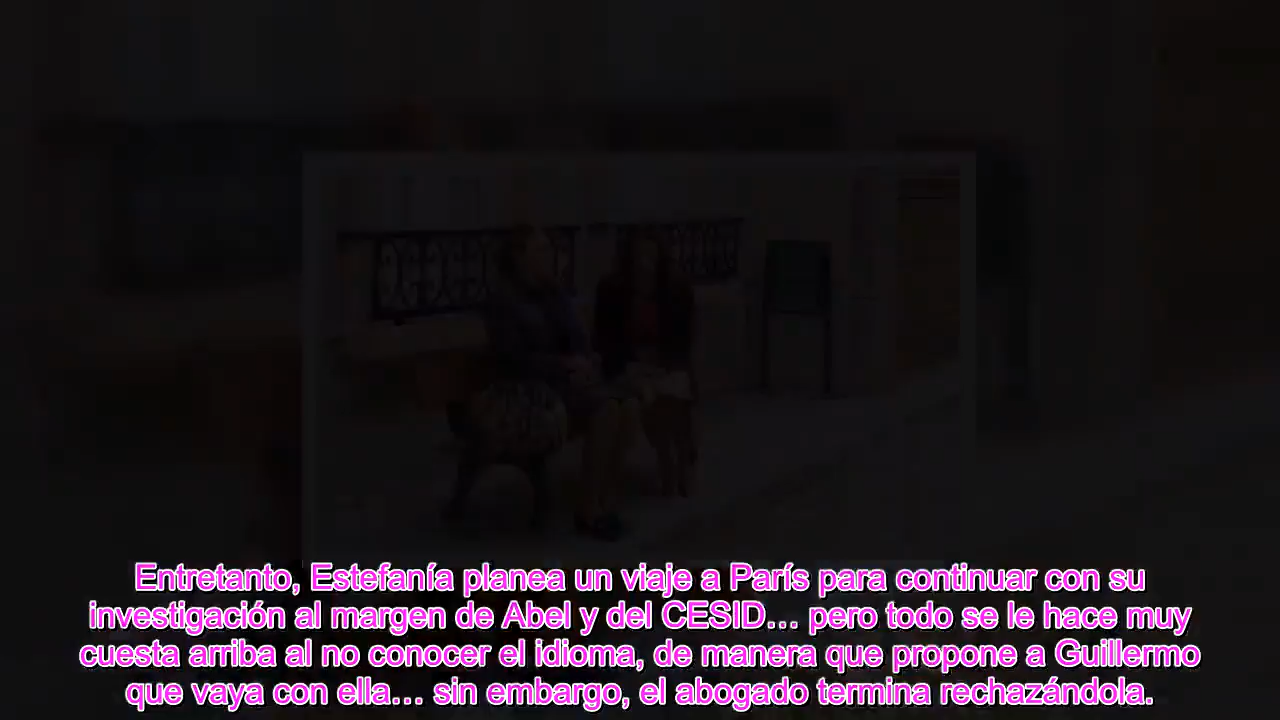 Entretanto, Estefanía planea un viaje a París para continuar con su
investigación al margen de Abel y del CESID... pero todo se le hace muy
cuesta arriba al no conocer el idioma, de manera que propone a Guillermo
que vaya con ella... sin embargo, el abogado termina rechazándola.